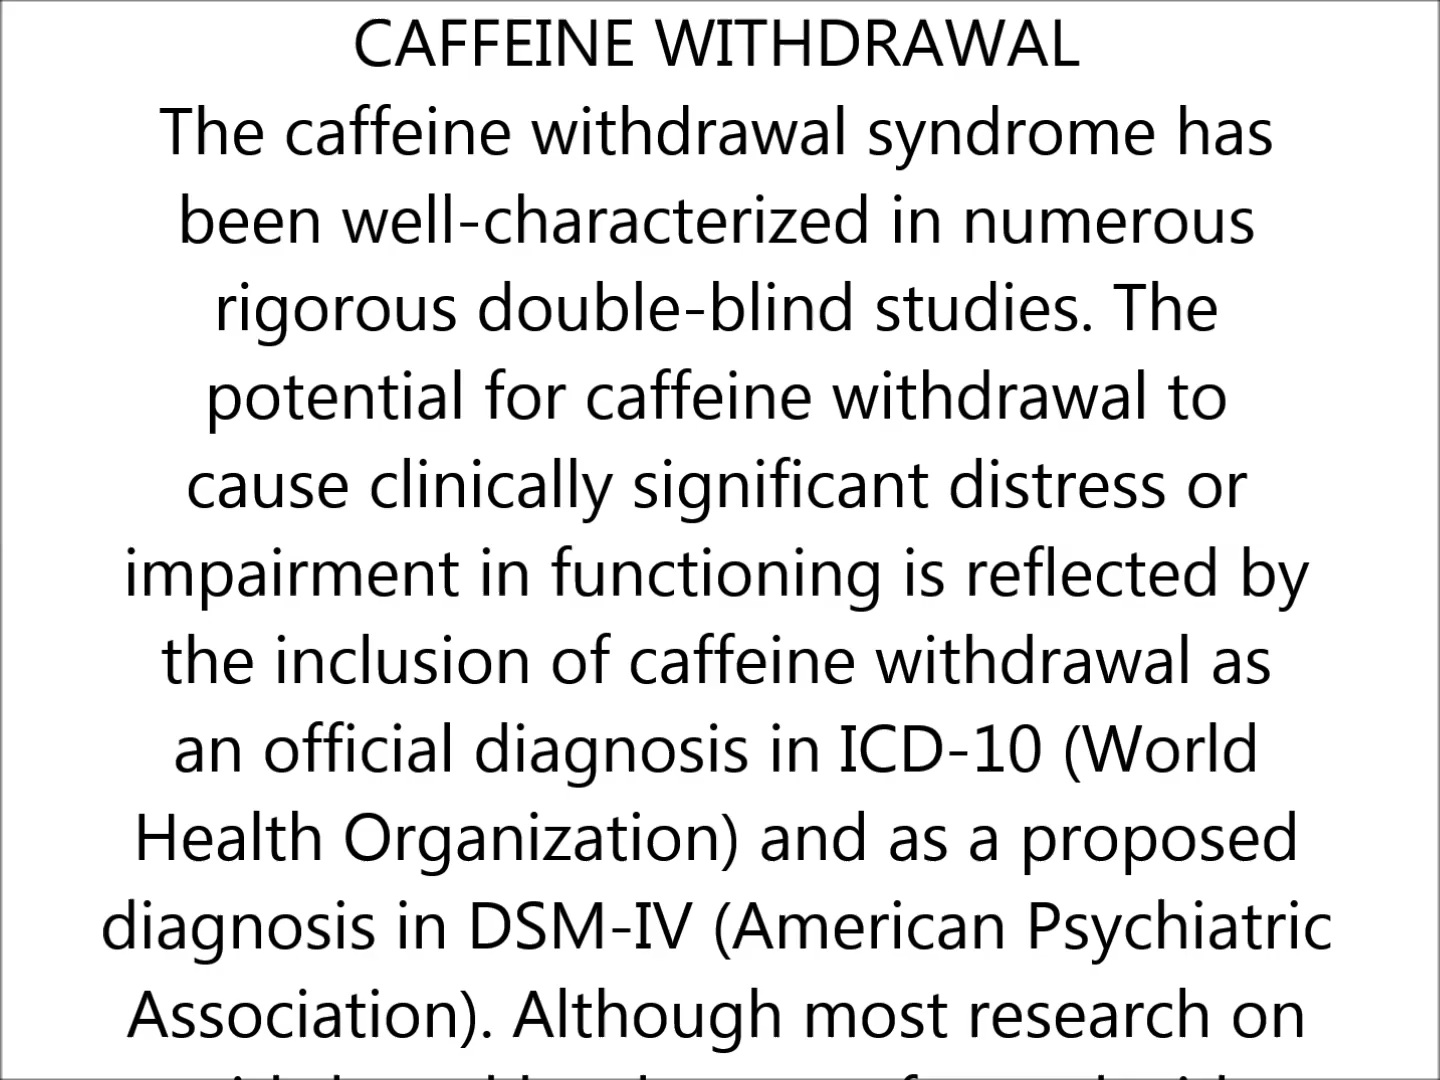 CAFFEINE WITHDRAWAL
The caffeine withdrawal syndrome has
been well-characterized in numerous
rigorous double-blind studies. The
potential for caffeine withdrawal to
cause clinically significant distress or
impairment in functioning is reflected by
the inclusion of caffeine withdrawal as
an official diagnosis in ICD-10 (World
Health Organization) and as a proposed
diagnosis in DSM-IV (American Psychiatric
Association). Although most research on